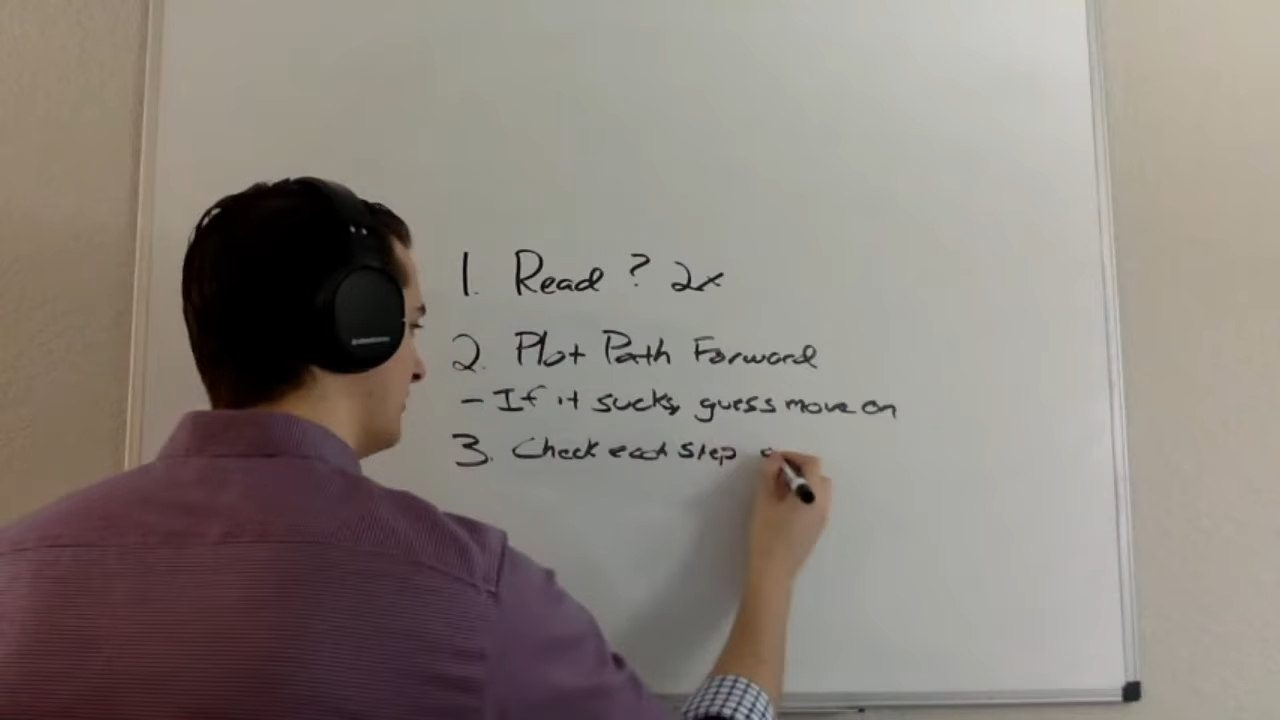 1. Read ? 2x
2. Plot Path Forward
- If it sucks, guess move on
3. Check each step